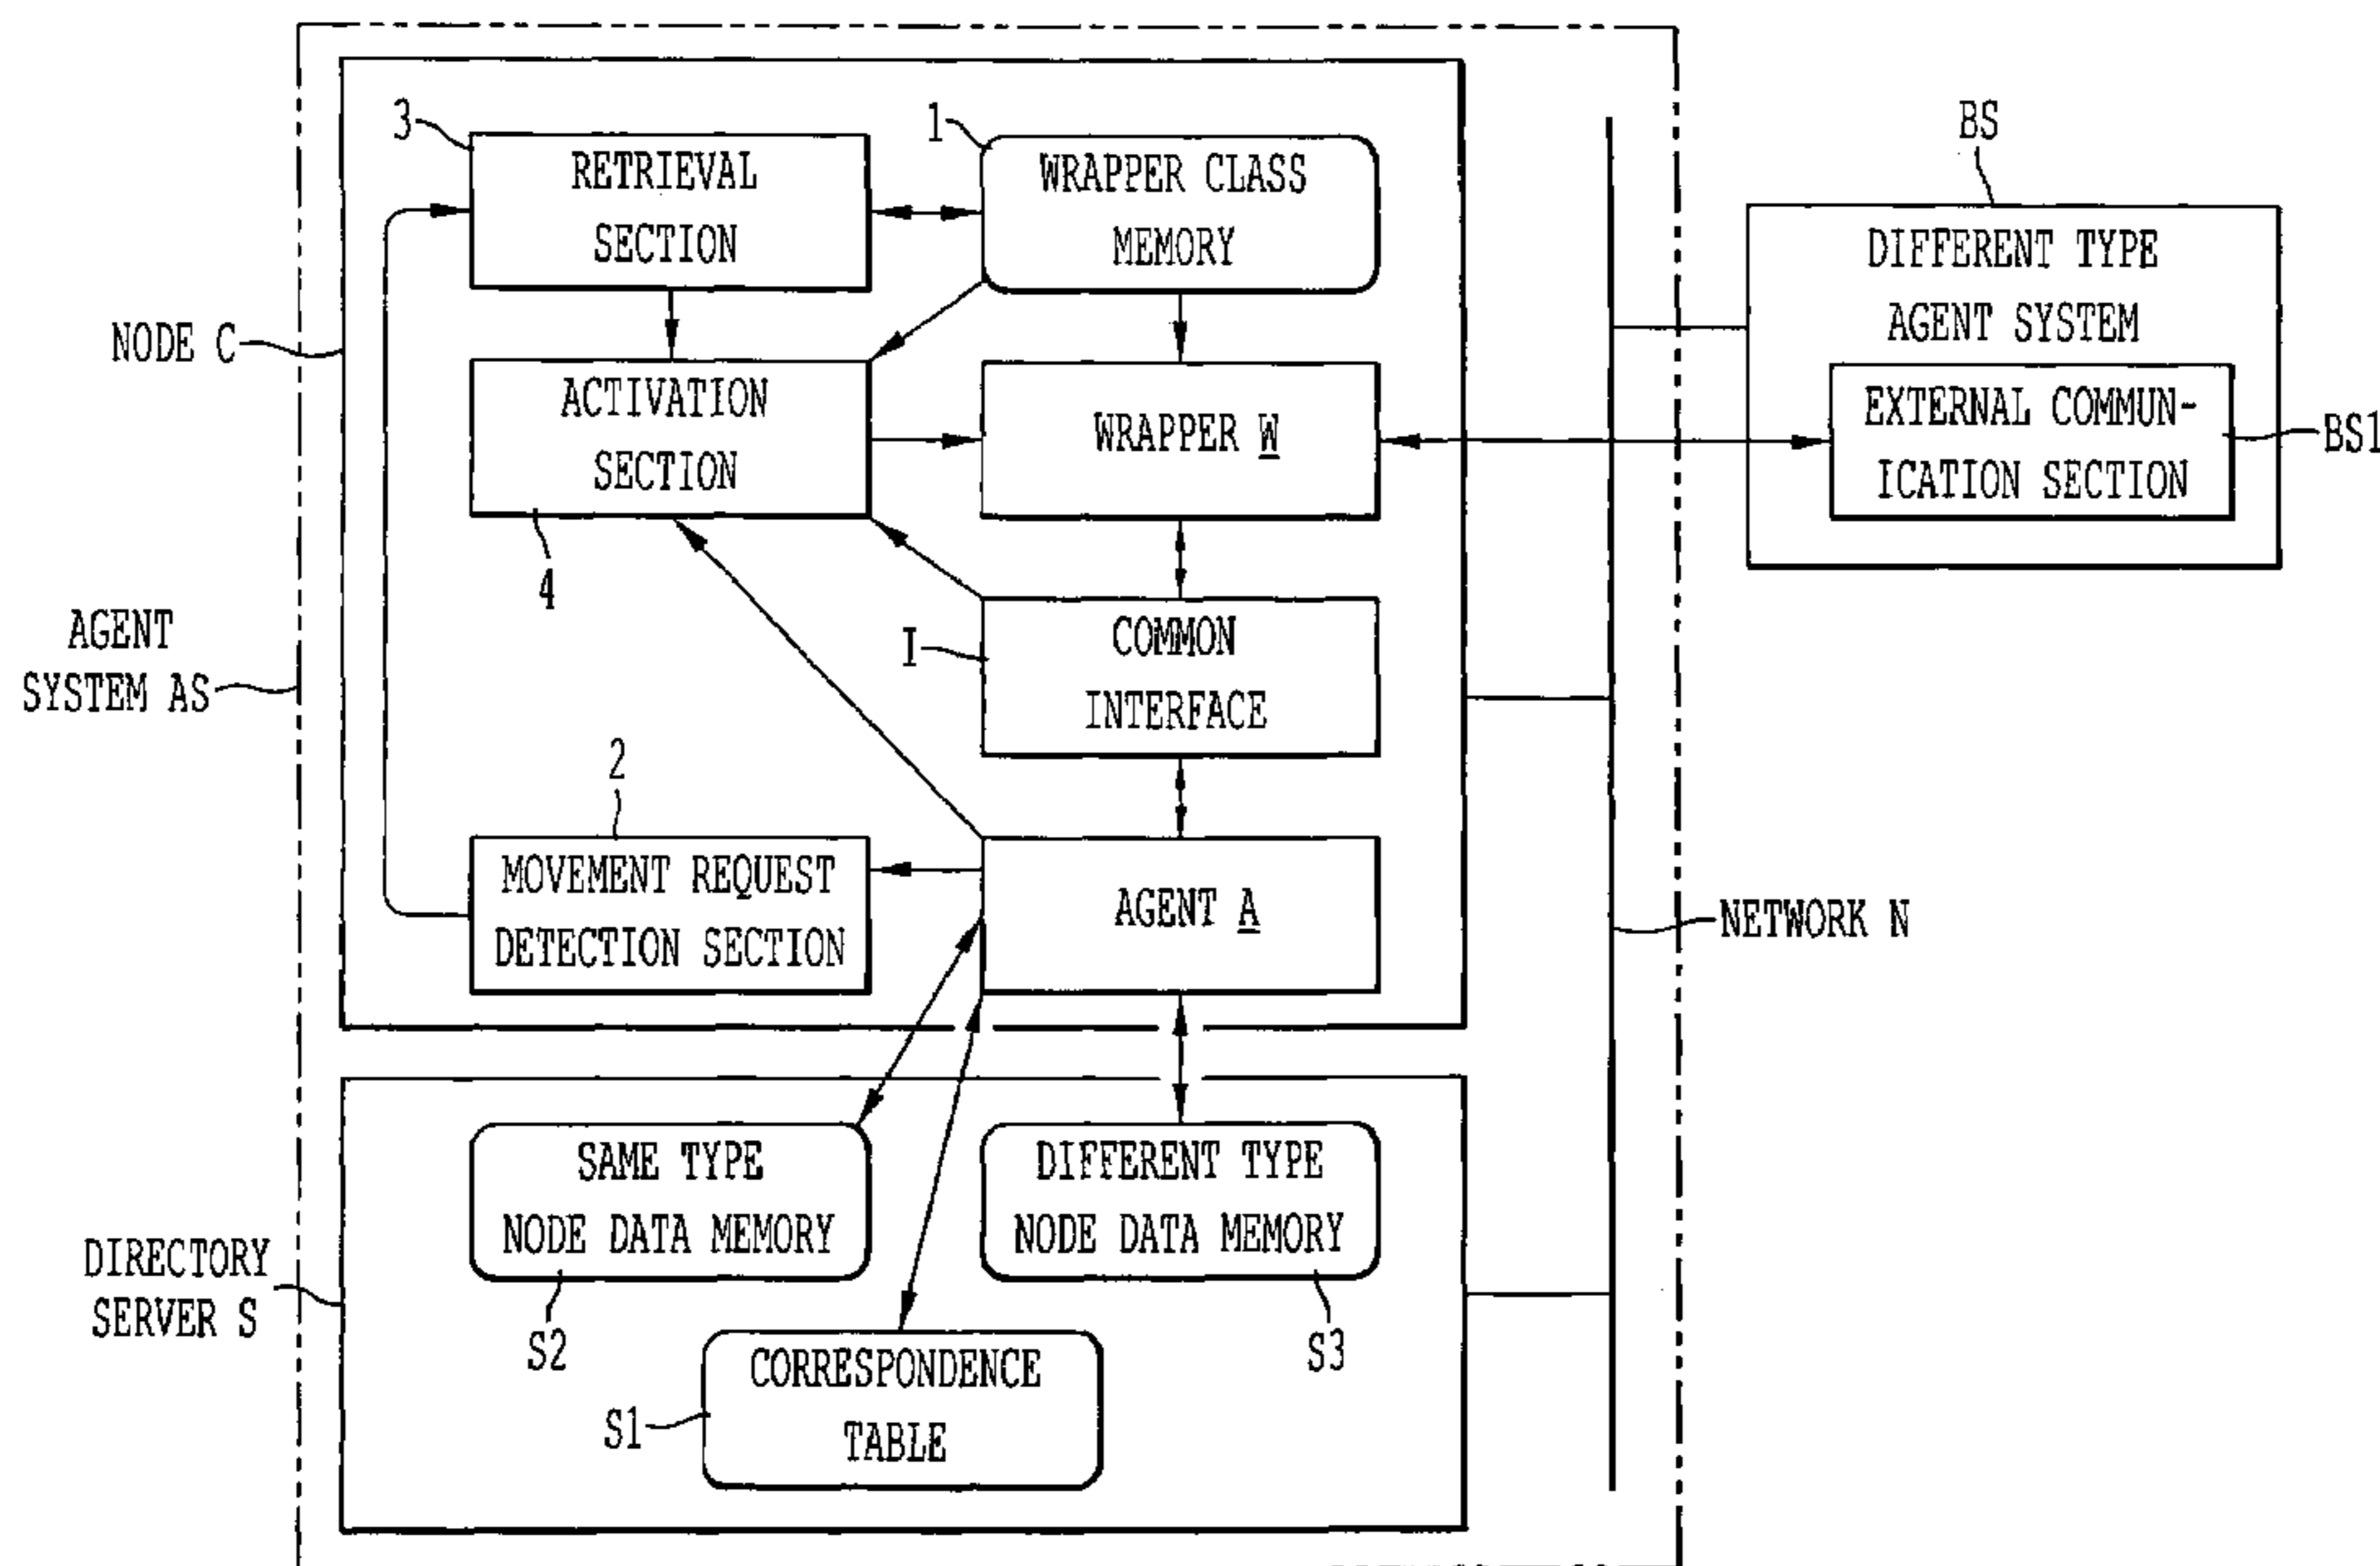 3
RETRIEVAL
SECTION
1
WRAPPER CLASS
MEMORY
BS
DIFFERENT TYPE
AGENT SYSTEM
NODE C
ACTIVATION
SECTION
4
WRAPPER W
EXTERNAL COMMUN-
ICATION SECTION
BS1
I
COMMON
INTERFACE
AGENT
SYSTEM AS
2
MOVEMENT REQUEST
DETECTION SECTION
AGENT A
NETWORK N
SAME TYPE
NODE DATA MEMORY
S2
DIFFERENT TYPE
NODE DATA MEMORY
S3
DIRECTORY
SERVER S
S1
CORRESPONDENCE
TABLE